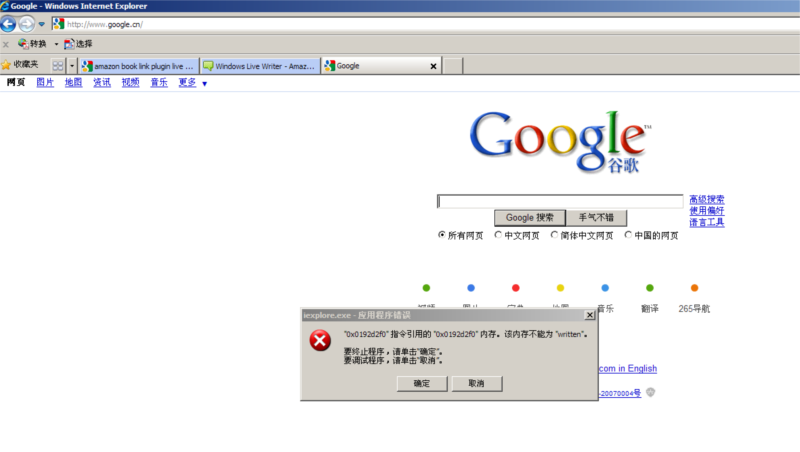 Google - Windows Internet Explorer
http://www.google.cn/
转换 选择
收藏夹 amazon book link plugin live ... Windows Live Writer - Amaz... Google
网页 图片 地图 资讯 视频 音乐 更多
Google™
谷歌
高级搜索
使用偏好
语言工具
Google 搜索 手气不错
所有网页 中文网页 简体中文网页 中国的网页
视频 图片 地图 音乐 翻译 265导航
iexplore.exe - 应用程序错误
"0x0192d2f0" 指令引用的 "0x0192d2f0" 内存。该内存不能为 "written"。
要终止程序，请单击"确定"。
要调试程序，请单击"取消"。
确定 取消
.com in English
-20070004号